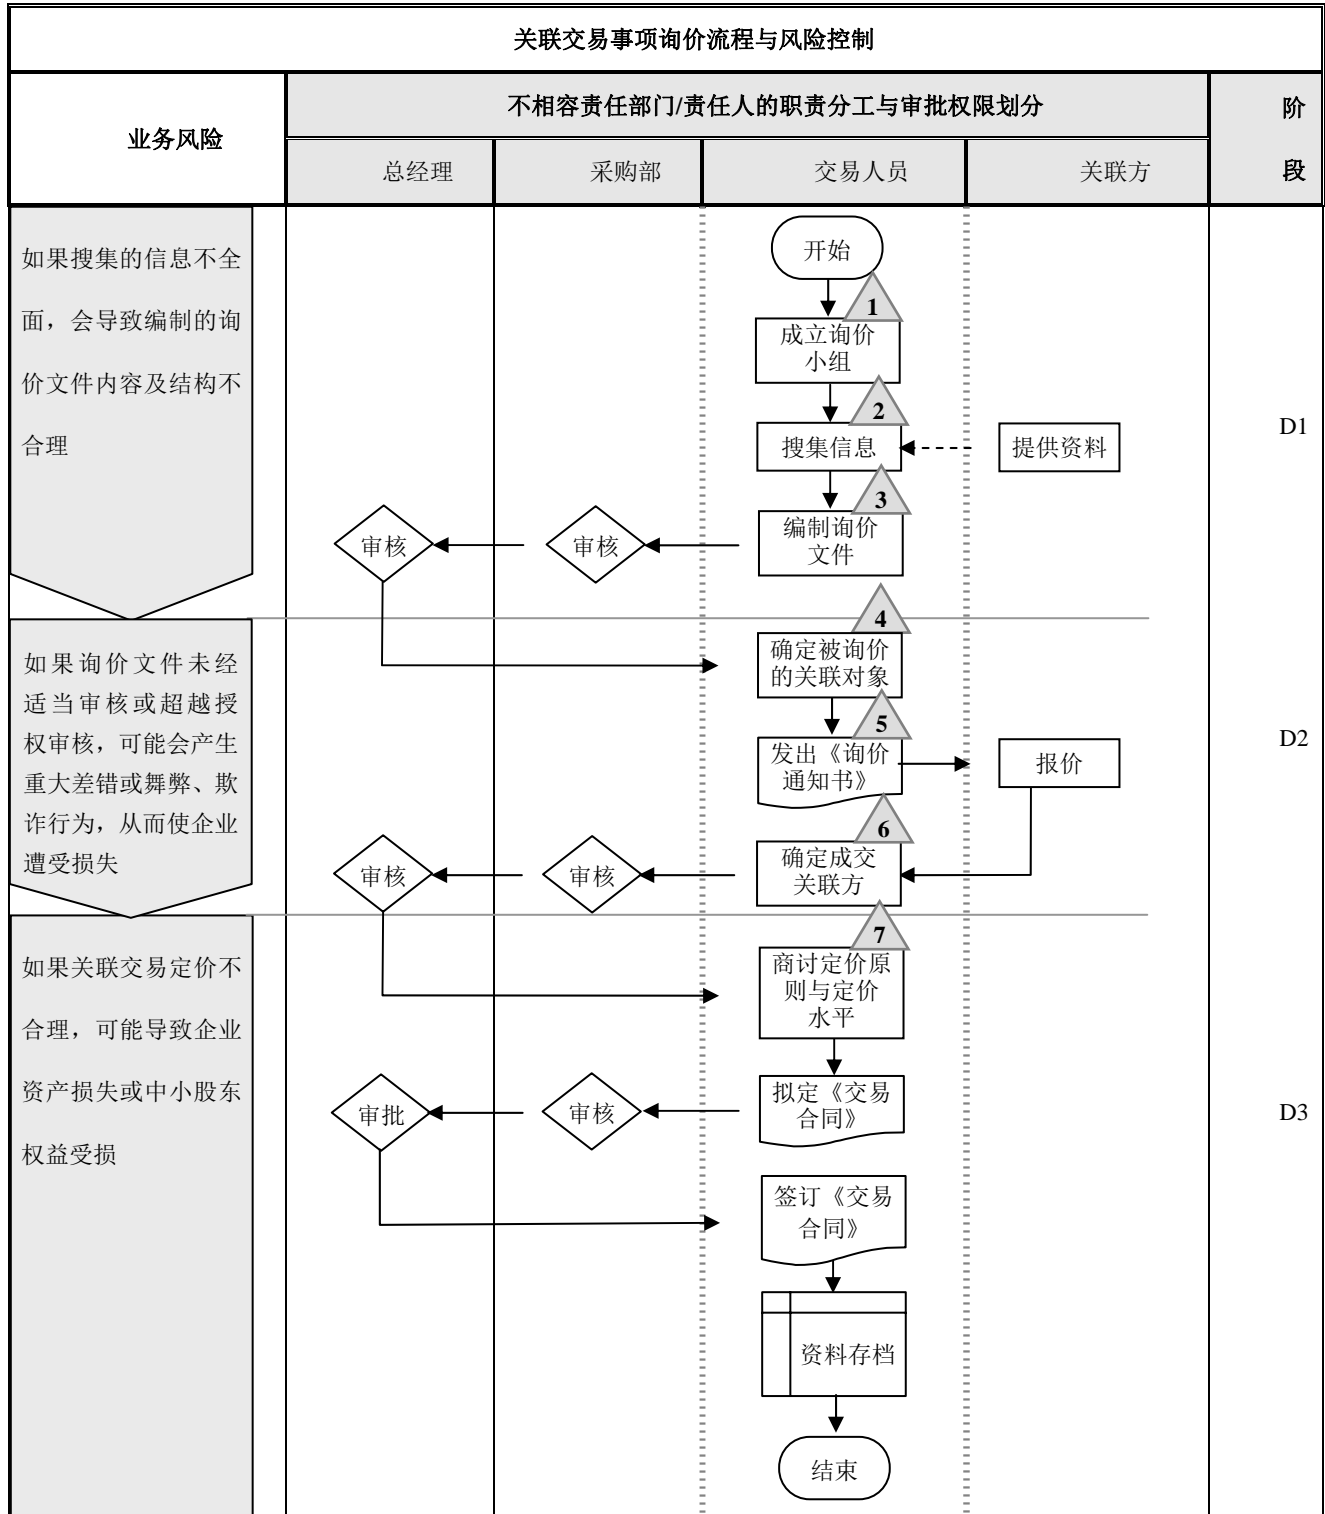 关联交易事项询价流程与风险控制
业务风险
不相容责任部门/责任人的职责分工与审批权限划分
阶
段
总经理
采购部
交易人员
关联方
如果搜集的信息不全
面，会导致编制的询
价文件内容及结构不
合理
开始
1
成立询价
小组
2
搜集信息
提供资料
3
编制询价
文件
审核
审核
D1
如果询价文件未经
适当审核或超越授
权审核，可能会产生
重大差错或舞弊、欺
诈行为，从而使企业
遭受损失
4
确定被询价
的关联对象
5
发出《询价
通知书》
报价
6
确定成交
关联方
审核
审核
D2
如果关联交易定价不
合理，可能导致企业
资产损失或中小股东
权益受损
7
商讨定价原
则与定价
水平
拟定《交易
合同》
审核
审批
签订《交易
合同》
资料存档
结束
D3